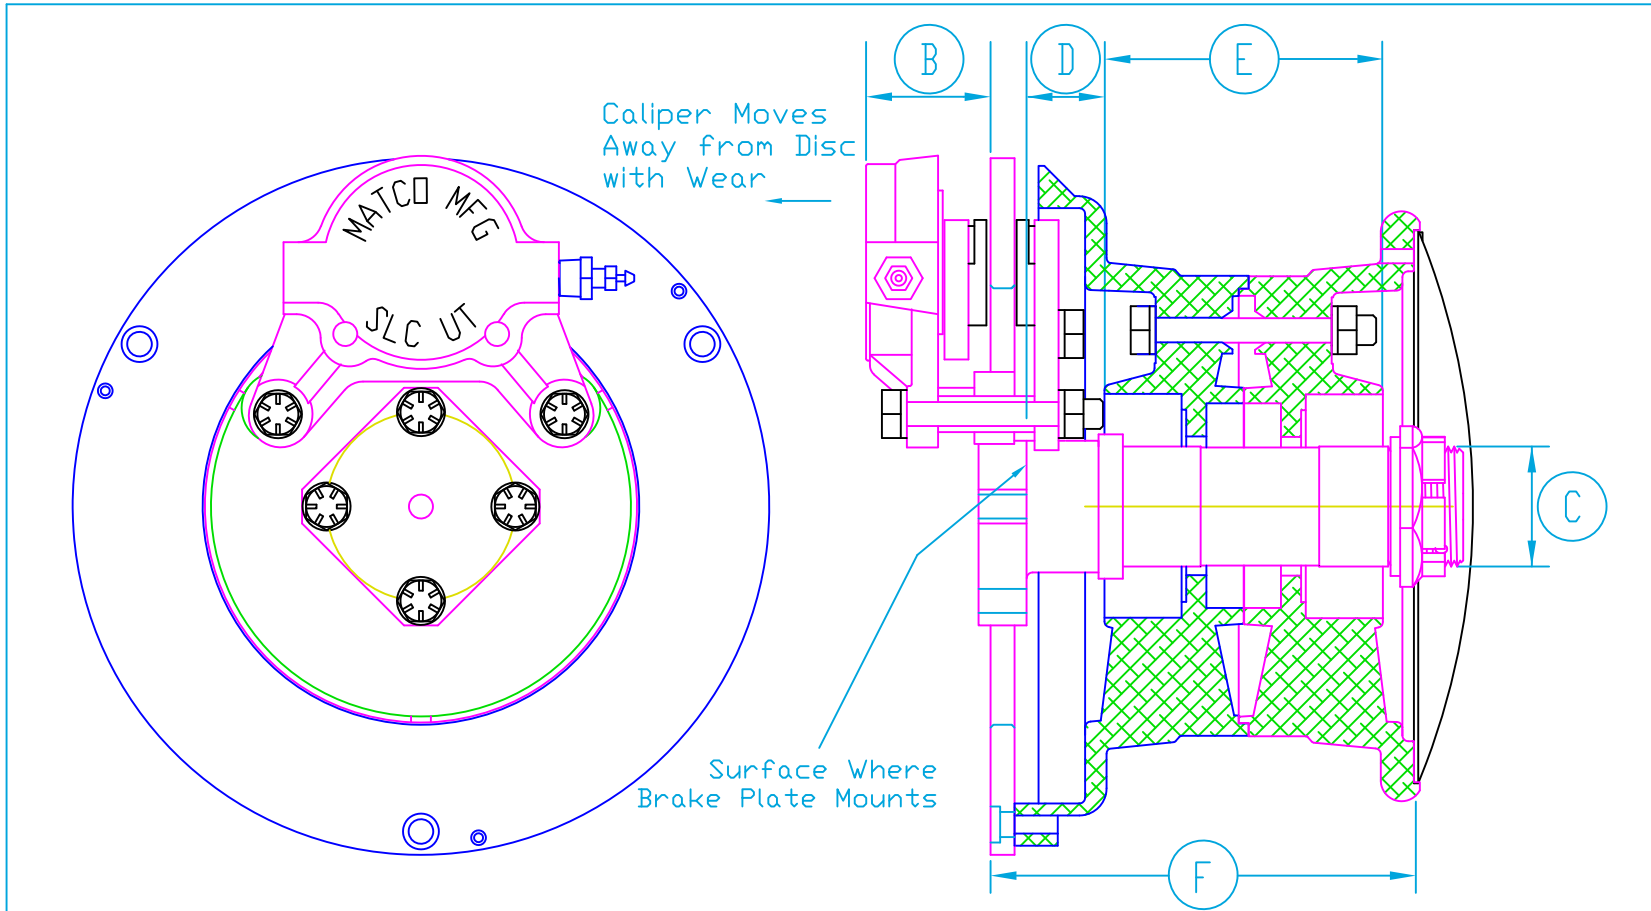 B
D
E
Caliper Moves
Away from Disc
with Wear
MATCO MFG
SLC UT
C
Surface Where
Brake Plate Mounts
F